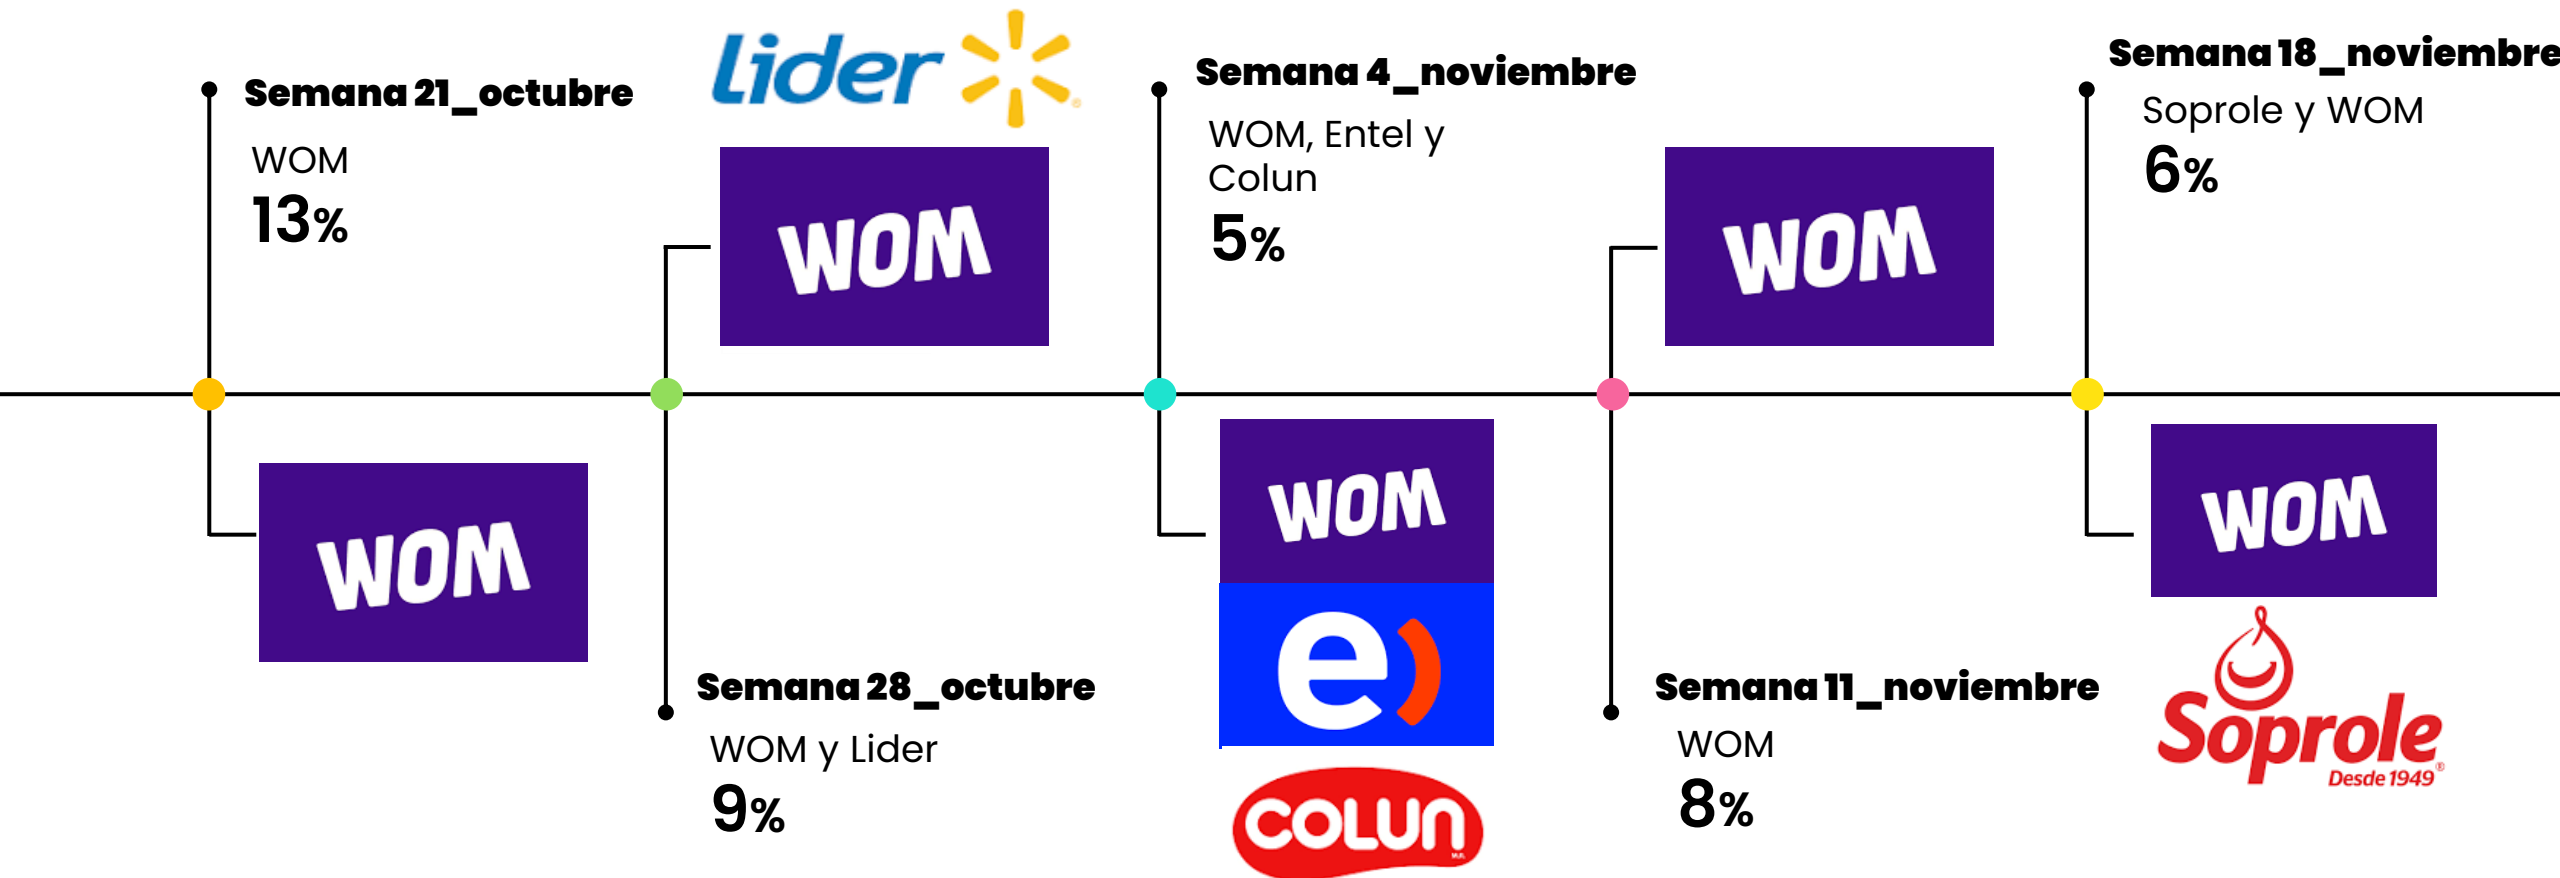 Semana 21_octubre
WOM
13%
WOM
Lider
WOM
Semana 28_octubre
WOM y Lider
9%
Semana 4_noviembre
WOM, Entel y
Colun
5%
WOM
e)
COLUN
M.R.
WOM
Semana 11_noviembre
WOM
8%
Semana 18_noviembre
Soprole y WOM
6%
WOM
Soprole®
Desde 1949